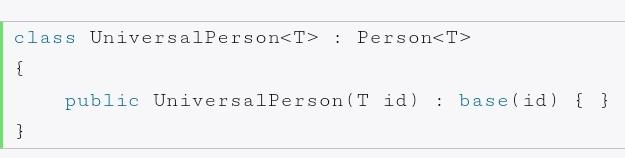 class UniversalPerson<T> : Person<T>
{
    public UniversalPerson(T id) : base(id) { }
}